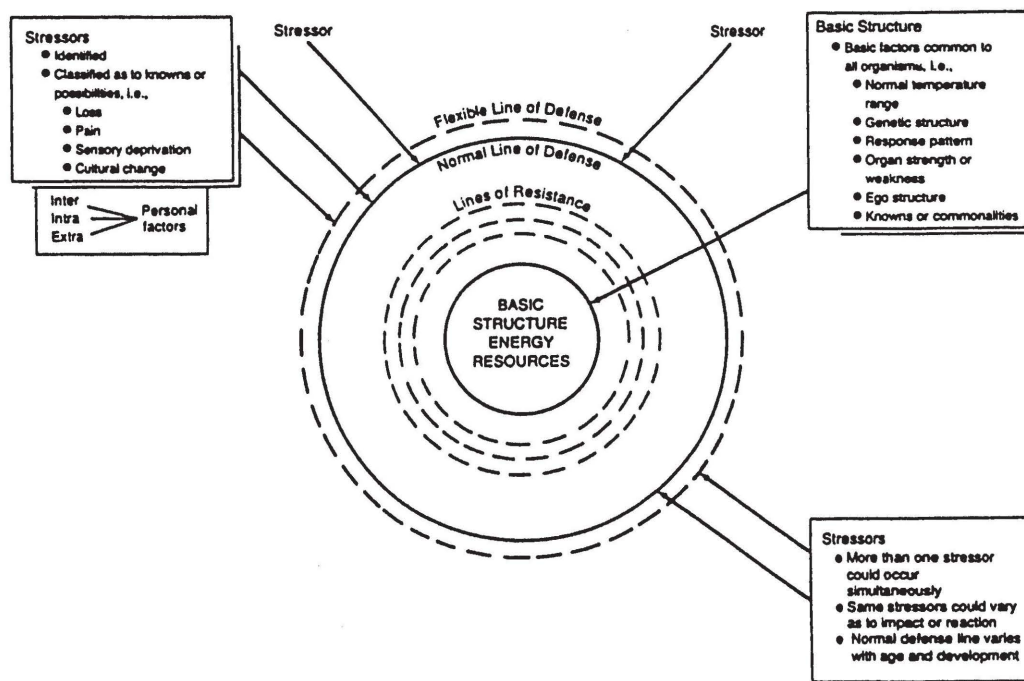 Stressors
● Identified
● Classified as to knowns or
possibilities, i.e.,
● Loss
● Pain
● Sensory deprivation
● Cultural change
Inter
Intra
Extra
Personal
factors
Stressor
Stressor
Basic Structure
● Basic factors common to
all organismu, i.e.,
● Normal temperature
range
● Genetic structure
● Response pattern
● Organ strength or
weakness
● Ego structure
● Knowns or commonalities
Flexible Line of Defense
Normal Line of Defense
Lines of Resistance
BASIC
STRUCTURE
ENERGY
RESOURCES
Stressors
● More than one stressor
could occur
simultaneously
● Same stressors could vary
as to impact or reaction
● Normal defense line varies
with age and development